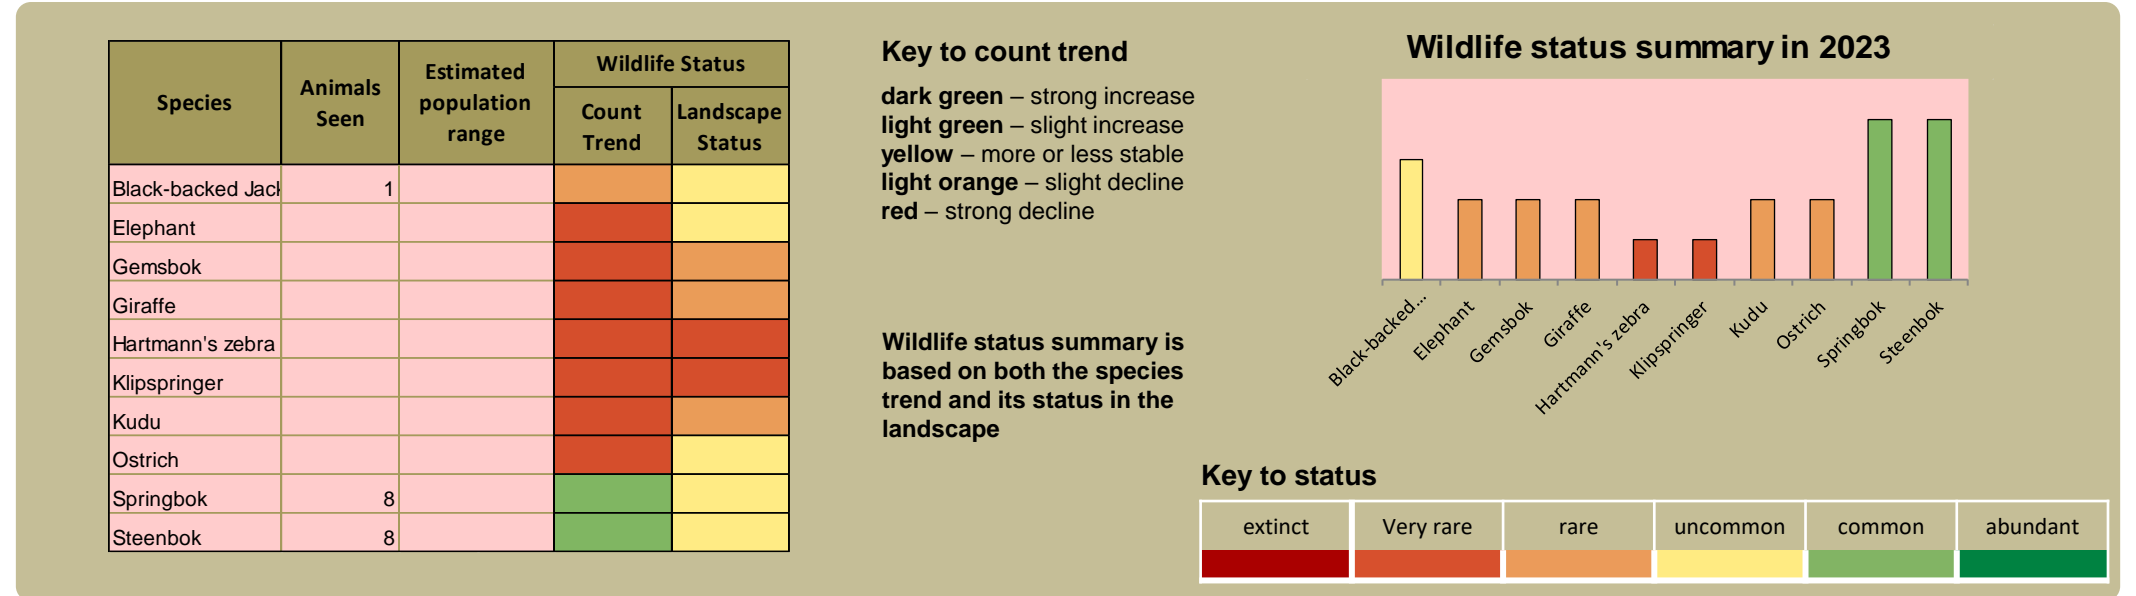 Species
Animals
Seen
Estimated
population
range
Wildlife Status
Count
Trend
Landscape
Status
Black-backed Jack 1
Elephant
Gemsbok
Giraffe
Hartmann's zebra
Klipspringer
Kudu
Ostrich
Springbok 8
Steenbok 8
Key to count trend
dark green – strong increase
light green – slight increase
yellow – more or less stable
light orange – slight decline
red – strong decline
Wildlife status summary is
based on both the species
trend and its status in the
landscape
Wildlife status summary in 2023
Black-backed...
Elephant
Gemsbok
Giraffe
Hartmann's zebra
Klipspringer
Kudu
Ostrich
Springbok
Steenbok
Key to status
extinct Very rare rare uncommon common abundant